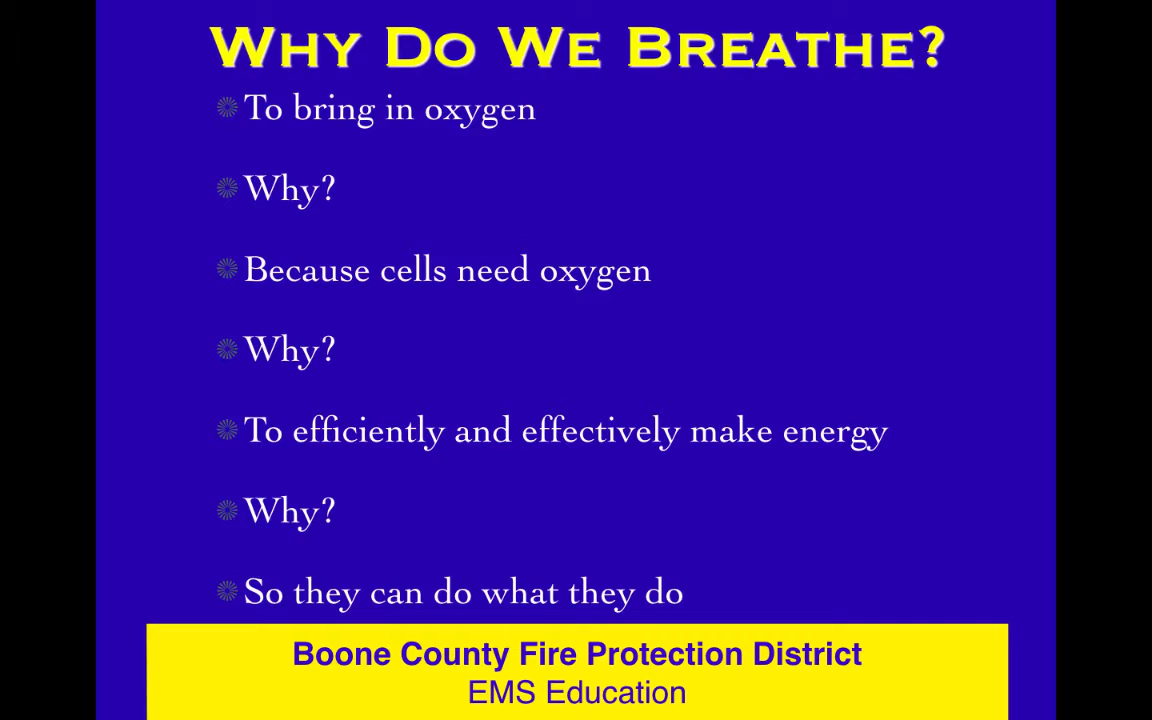 Why Do We Breathe?
To bring in oxygen
Why?
Because cells need oxygen
Why?
To efficiently and effectively make energy
Why?
So they can do what they do
Boone County Fire Protection District
EMS Education